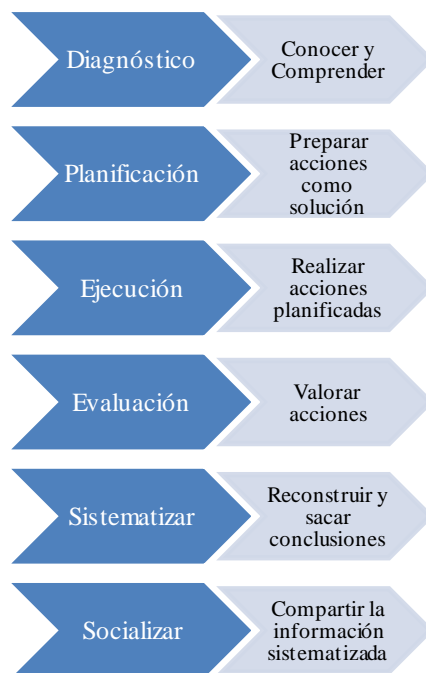 Diagnóstico
Conocer y
Comprender
Planificación
Preparar
acciones
como
solución
Ejecución
Realizar
acciones
planificadas
Evaluación
Valorar
acciones
Sistematizar
Reconstruir y
sacar
conclusiones
Socializar
Compartir la
información
sistematizada